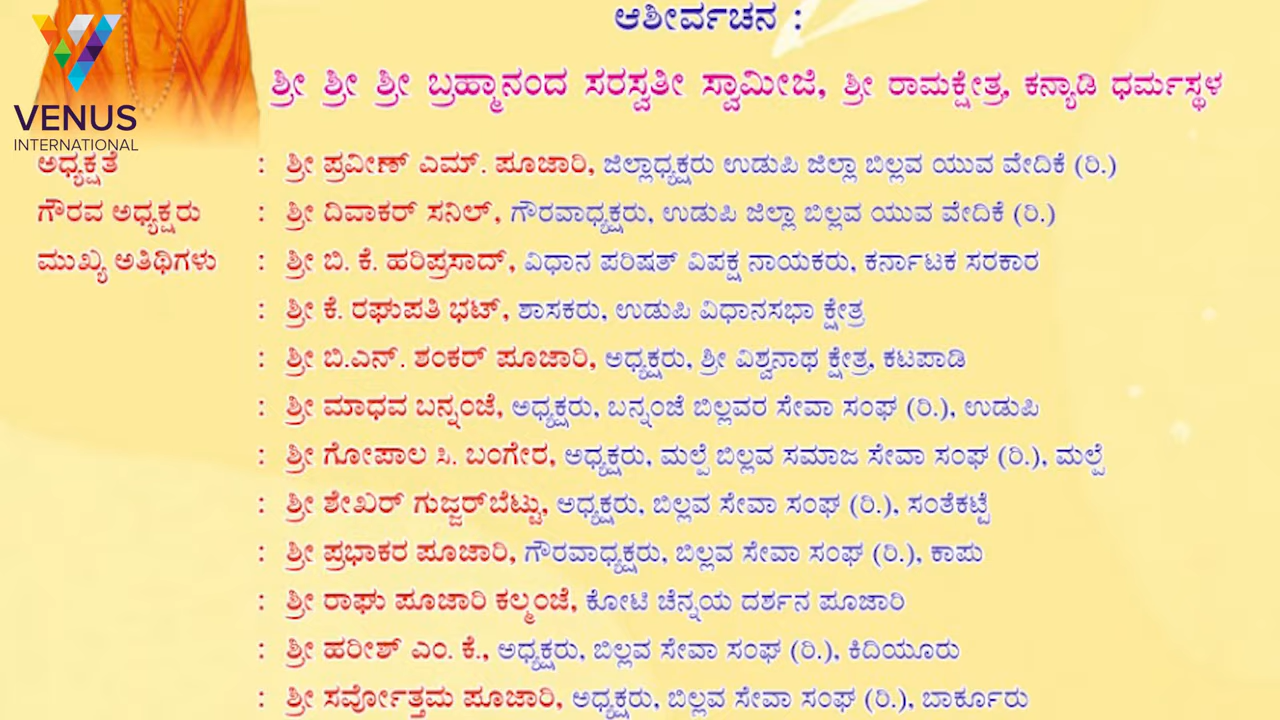 ಆಶೀರ್ವಚನ :
ಶ್ರೀ ಶ್ರೀ ಶ್ರೀ ಬ್ರಹ್ಮಾನಂದ ಸರಸ್ವತೀ ಸ್ವಾಮೀಜಿ, ಶ್ರೀ ರಾಮಕ್ಷೇತ್ರ, ಕನ್ಯಾಡಿ ಧರ್ಮಸ್ಥಳ
VENUS
INTERNATIONAL
ಅಧ್ಯಕ್ಷತೆ : ಶ್ರೀ ಪ್ರವೀಣ್ ಎಮ್. ಪೂಜಾರಿ, ಜಿಲ್ಲಾಧ್ಯಕ್ಷರು ಉಡುಪಿ ಜಿಲ್ಲಾ ಬಿಲ್ಲವ ಯುವ ವೇದಿಕೆ (ರಿ.)
ಗೌರವ ಅಧ್ಯಕ್ಷರು : ಶ್ರೀ ದಿವಾಕರ್ ಸನಿಲ್, ಗೌರವಾಧ್ಯಕ್ಷರು, ಉಡುಪಿ ಜಿಲ್ಲಾ ಬಿಲ್ಲವ ಯುವ ವೇದಿಕೆ (ರಿ.)
ಮುಖ್ಯ ಅತಿಥಿಗಳು : ಶ್ರೀ ಬಿ. ಕೆ. ಹರಿಪ್ರಸಾದ್, ವಿಧಾನ ಪರಿಷತ್ ವಿಪಕ್ಷ ನಾಯಕರು, ಕರ್ನಾಟಕ ಸರಕಾರ
: ಶ್ರೀ ಕೆ. ರಘುಪತಿ ಭಟ್, ಶಾಸಕರು, ಉಡುಪಿ ವಿಧಾನಸಭಾ ಕ್ಷೇತ್ರ
: ಶ್ರೀ ಬಿ.ಎನ್. ಶಂಕರ್ ಪೂಜಾರಿ, ಅಧ್ಯಕ್ಷರು, ಶ್ರೀ ವಿಶ್ವನಾಥ ಕ್ಷೇತ್ರ, ಕಟಪಾಡಿ
: ಶ್ರೀ ಮಾಧವ ಬನ್ನಂಜೆ, ಅಧ್ಯಕ್ಷರು, ಬನ್ನಂಜೆ ಬಿಲ್ಲವರ ಸೇವಾ ಸಂಘ (ರಿ.), ಉಡುಪಿ
: ಶ್ರೀ ಗೋಪಾಲ ಸಿ. ಬಂಗೇರ, ಅಧ್ಯಕ್ಷರು, ಮಲ್ಪೆ ಬಿಲ್ಲವ ಸಮಾಜ ಸೇವಾ ಸಂಘ (ರಿ.), ಮಲ್ಪೆ
: ಶ್ರೀ ಶೇಖರ್ ಗುಜ್ಜರ್‌ಬೆಟ್ಟು, ಅಧ್ಯಕ್ಷರು, ಬಿಲ್ಲವ ಸೇವಾ ಸಂಘ (ರಿ.), ಸಂತೆಕಟ್ಟೆ
: ಶ್ರೀ ಪ್ರಭಾಕರ ಪೂಜಾರಿ, ಗೌರವಾಧ್ಯಕ್ಷರು, ಬಿಲ್ಲವ ಸೇವಾ ಸಂಘ (ರಿ.), ಕಾಪು
: ಶ್ರೀ ರಾಘು ಪೂಜಾರಿ ಕಲ್ಮಂಜೆ, ಕೋಟಿ ಚೆನ್ನಯ ದರ್ಶನ ಪೂಜಾರಿ
: ಶ್ರೀ ಹರೀಶ್ ಎಂ. ಕೆ., ಅಧ್ಯಕ್ಷರು, ಬಿಲ್ಲವ ಸೇವಾ ಸಂಘ (ರಿ.), ಕಿದಿಯೂರು
: ಶ್ರೀ ಸರ್ವೋತ್ತಮ ಪೂಜಾರಿ, ಅಧ್ಯಕ್ಷರು, ಬಿಲ್ಲವ ಸೇವಾ ಸಂಘ (ರಿ.), ಬಾರ್ಕೂರು